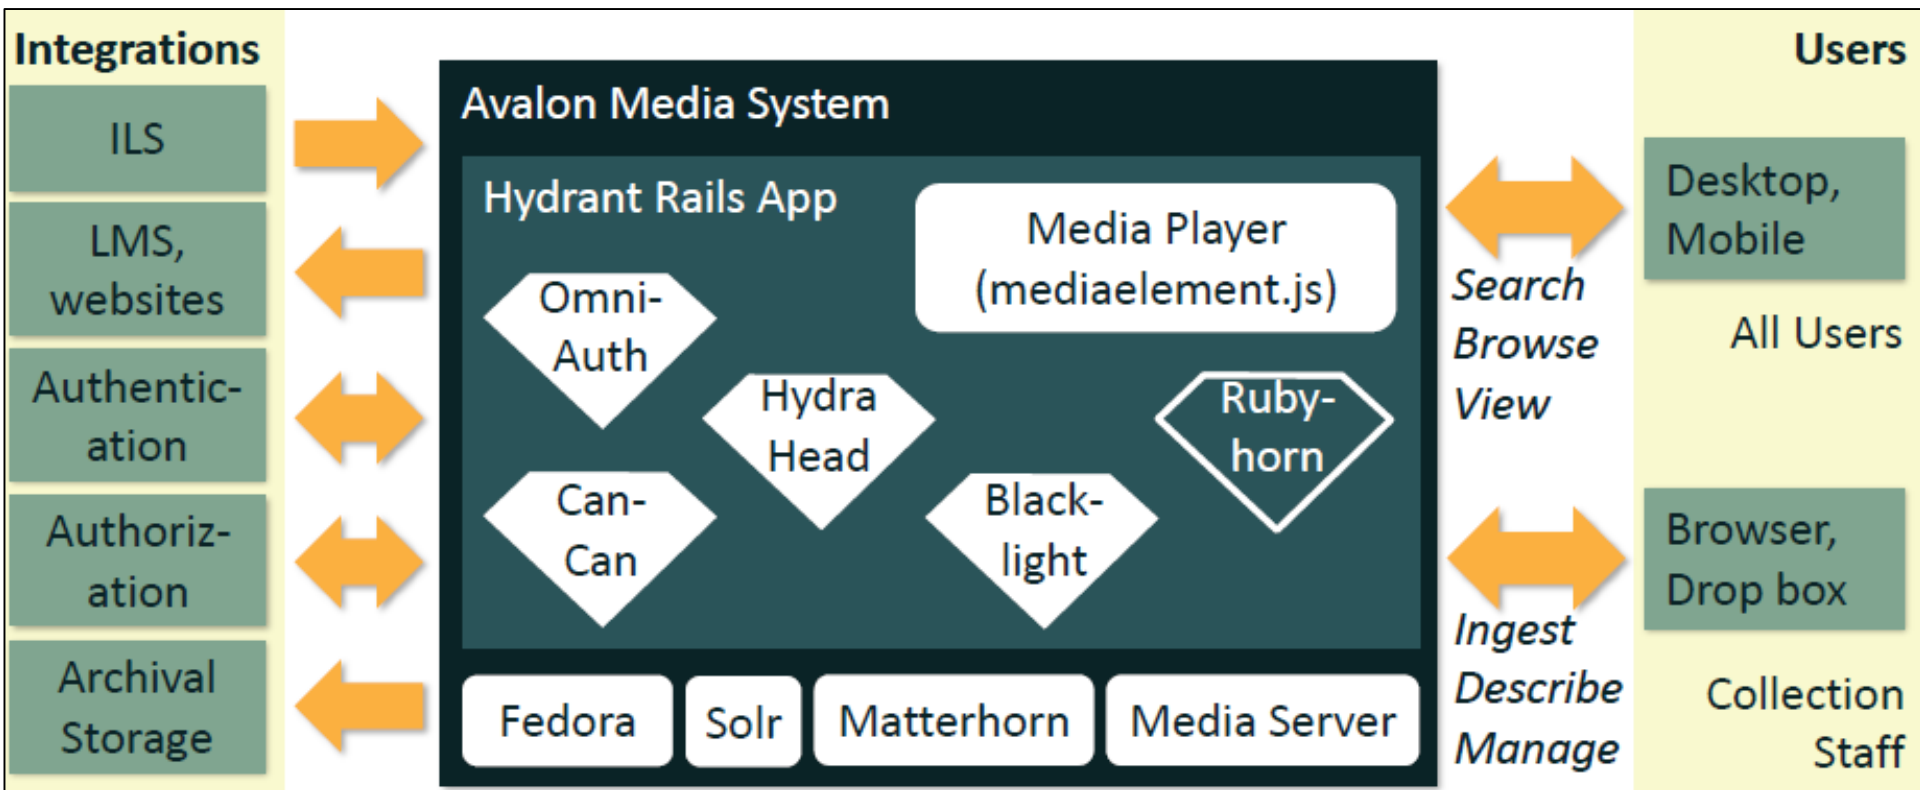 Integrations
ILS
LMS,
websites
Authentic-
ation
Authoriz-
ation
Archival
Storage
Avalon Media System
Hydrant Rails App
Media Player
(mediaelement.js)
Omni-
Auth
Hydra
Head
Ruby-
horn
Can-
Can
Black-
light
Fedora
Solr
Matterhorn
Media Server
Search
Browse
View
Ingest
Describe
Manage
Users
Desktop,
Mobile
All Users
Browser,
Drop box
Collection
Staff